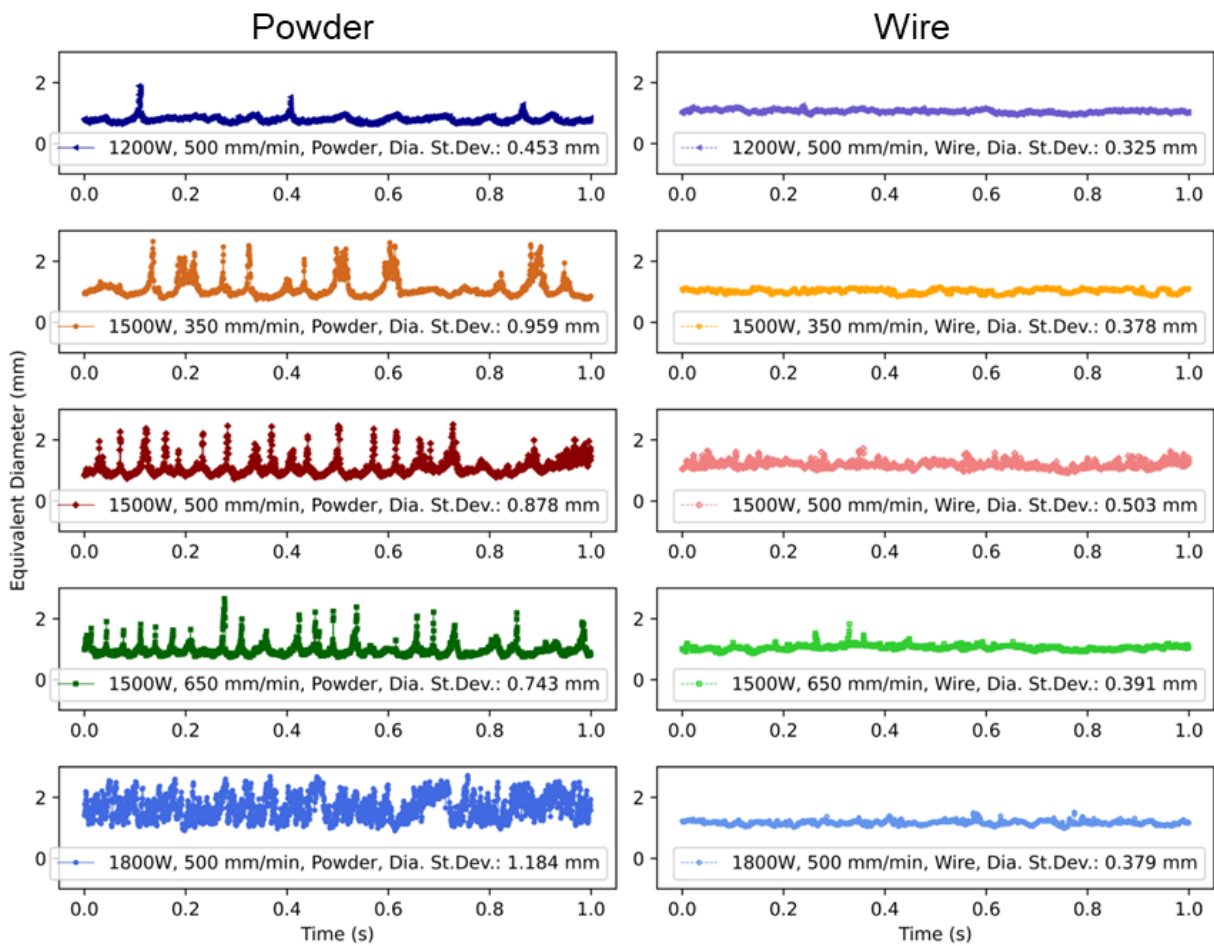 Powder Wire
Equivalent Diameter (mm)
2
0
1200W, 500 mm/min, Powder, Dia. St.Dev.: 0.453 mm
0.0 0.2 0.4 0.6 0.8 1.0
1200W, 500 mm/min, Wire, Dia. St.Dev.: 0.325 mm
0.0 0.2 0.4 0.6 0.8 1.0
2
0
1500W, 350 mm/min, Powder, Dia. St.Dev.: 0.959 mm
0.0 0.2 0.4 0.6 0.8 1.0
2
0
1500W, 350 mm/min, Wire, Dia. St.Dev.: 0.378 mm
0.0 0.2 0.4 0.6 0.8 1.0
2
0
1500W, 500 mm/min, Powder, Dia. St.Dev.: 0.878 mm
0.0 0.2 0.4 0.6 0.8 1.0
2
0
1500W, 500 mm/min, Wire, Dia. St.Dev.: 0.503 mm
0.0 0.2 0.4 0.6 0.8 1.0
2
0
1500W, 650 mm/min, Powder, Dia. St.Dev.: 0.743 mm
0.0 0.2 0.4 0.6 0.8 1.0
2
0
1500W, 650 mm/min, Wire, Dia. St.Dev.: 0.391 mm
0.0 0.2 0.4 0.6 0.8 1.0
2
0
1800W, 500 mm/min, Powder, Dia. St.Dev.: 1.184 mm
0.0 0.2 0.4 0.6 0.8 1.0
Time (s)
2
0
1800W, 500 mm/min, Wire, Dia. St.Dev.: 0.379 mm
0.0 0.2 0.4 0.6 0.8 1.0
Time (s)